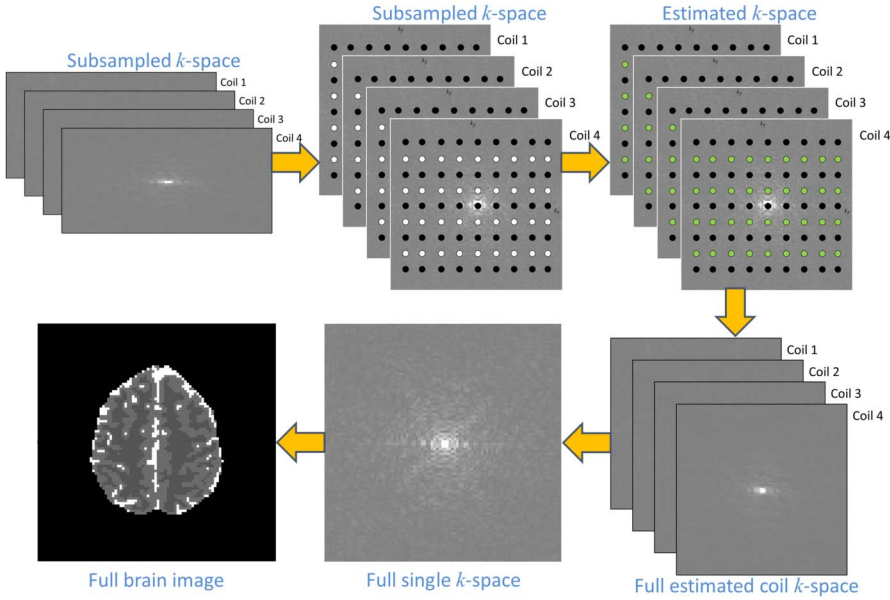 Subsampled k-space
Coil 1
Coil 2
Coil 3
Coil 4
Subsampled k-space
Coil 1
Coil 2
Coil 3
Coil 4
Estimated k-space
Coil 1
Coil 2
Coil 3
Coil 4
Coil 1
Coil 2
Coil 3
Coil 4
Full brain image
Full single k-space
Full estimated coil k-space